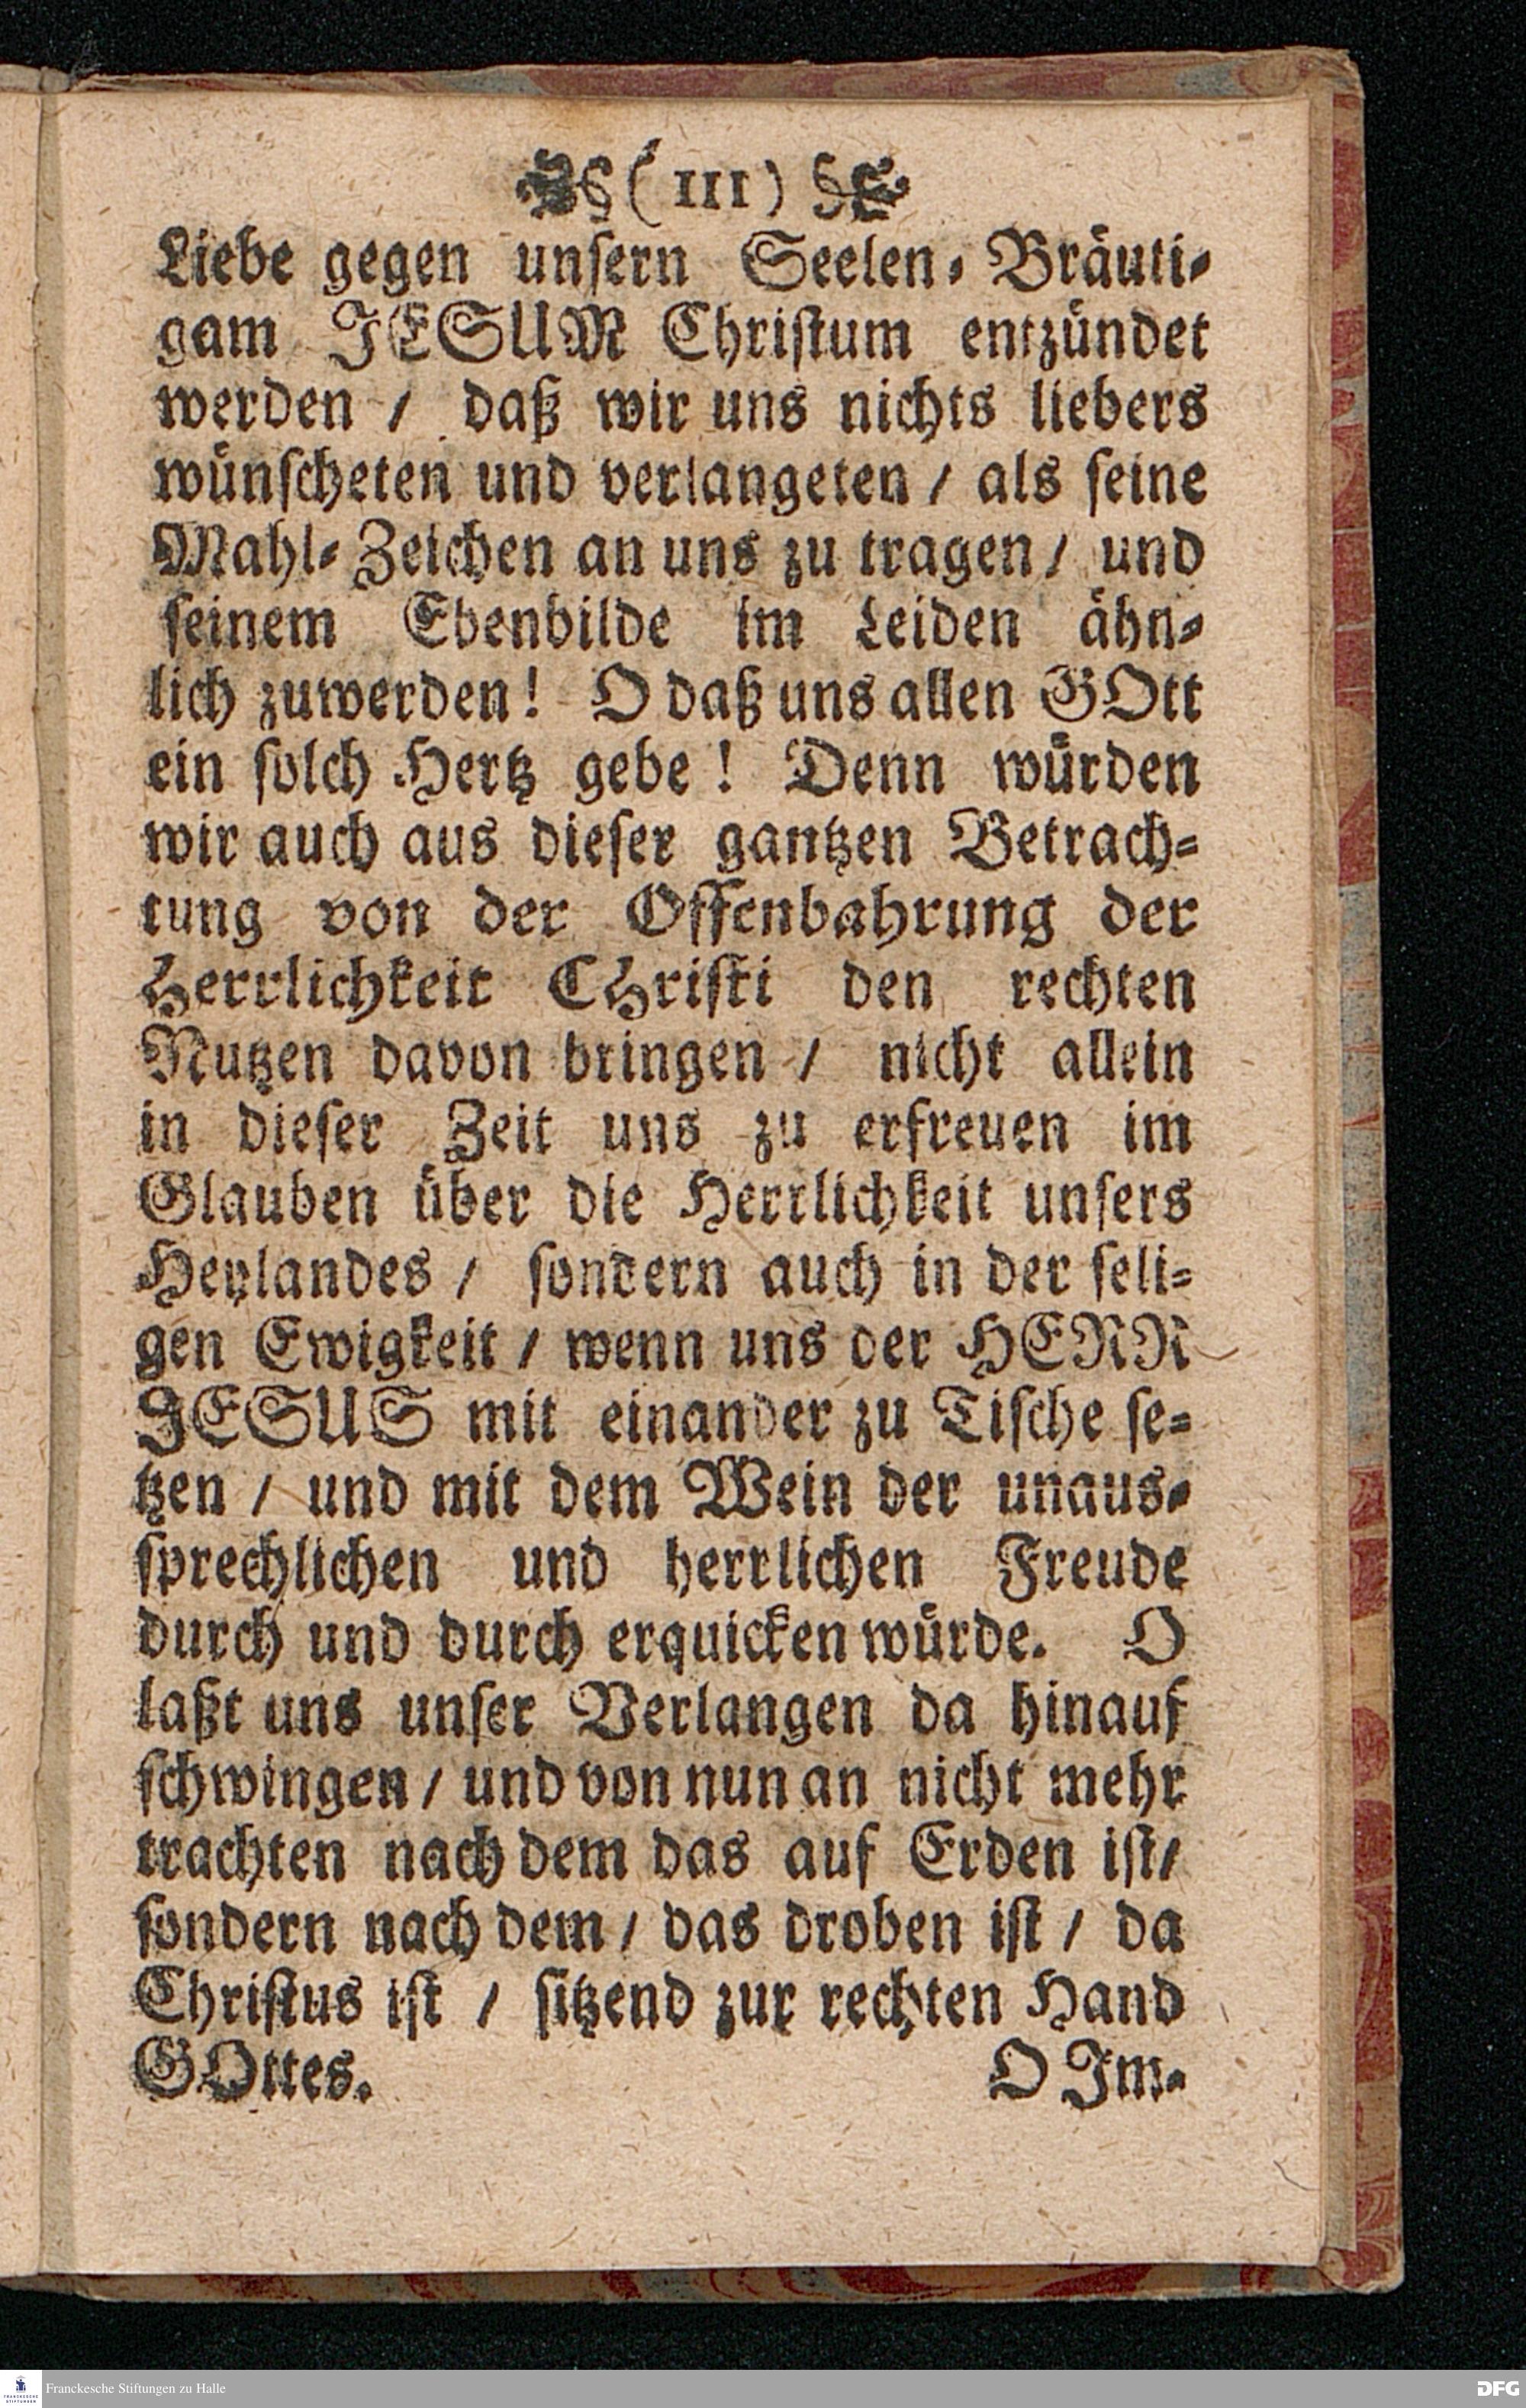 § ( 111 ) §
Liebe gegen unsern Seelen-Bräuti-
gam JESUM Christum entzündet
werden / daß wir uns nichts liebers
wünscheten und verlangeten / als seine
Mahl-Zeichen an uns zu tragen / und
seinem Ebenbilde im Leiden ähn-
lich zuwerden! O daß uns allen GOtt
ein solch Hertz gebe! Denn würden
wir auch aus dieser gantzen Betrach-
tung von der Offenbahrung der
Herrlichkeit CHristi den rechten
Nutzen davon bringen / nicht allein
in dieser Zeit uns zu erfreuen im
Glauben über die Herrlichkeit unsers
Heylandes / sondern auch in der seli-
gen Ewigkeit / wenn uns der HERR
JESUS mit einander zu Tische se-
tzen / und mit dem Wein der unaus-
sprechlichen und herrlichen Freude
durch und durch erquicken würde. O
laßt uns unser Verlangen da hinauf
schwingen / und von nun an nicht mehr
trachten nach dem das auf Erden ist/
sondern nach dem / das droben ist / da
Christus ist / sitzend zur rechten Hand
GOttes. O Im-
FRANCKESCHE STIFTUNGEN
Franckesche Stiftungen zu Halle
DFG